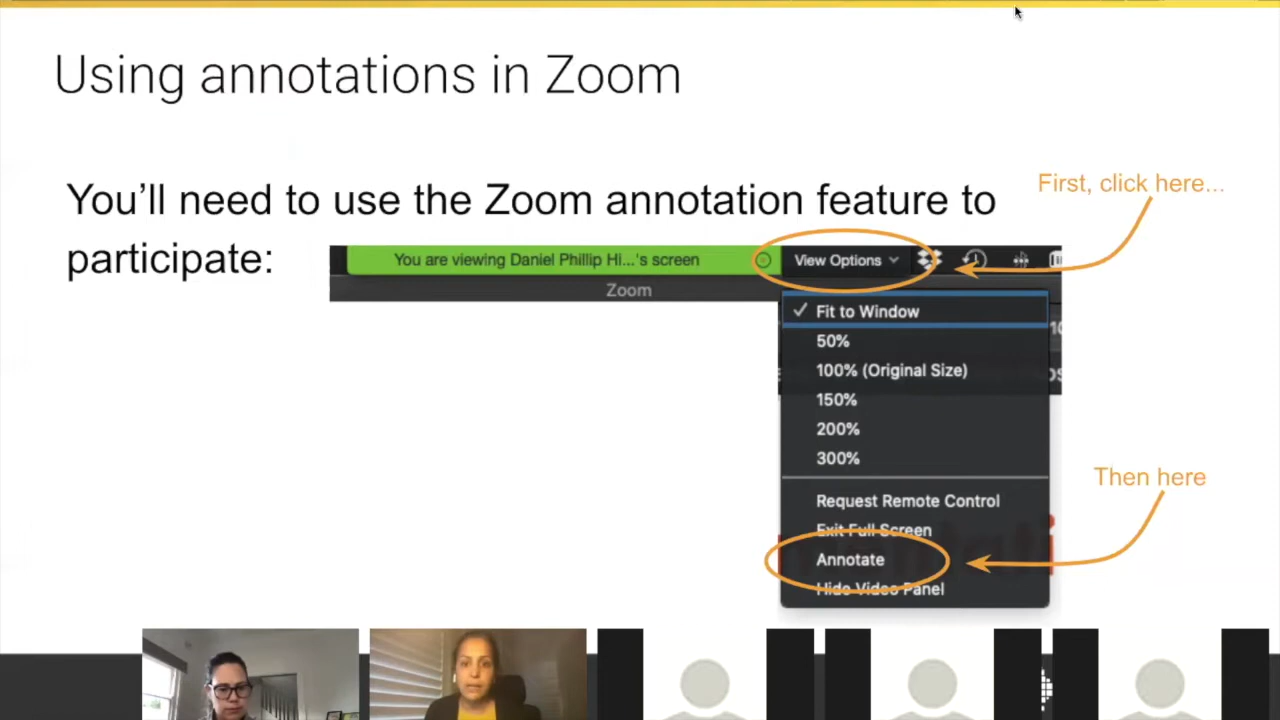 Using annotations in Zoom
You'll need to use the Zoom annotation feature to
participate:
First, click here...
You are viewing Daniel Phillip Hi...'s screen
View Options
Zoom
Fit to Window
50%
100% (Original Size)
150%
200%
300%
Request Remote Control
Exit Full Screen
Annotate
Hide Video Panel
Then here